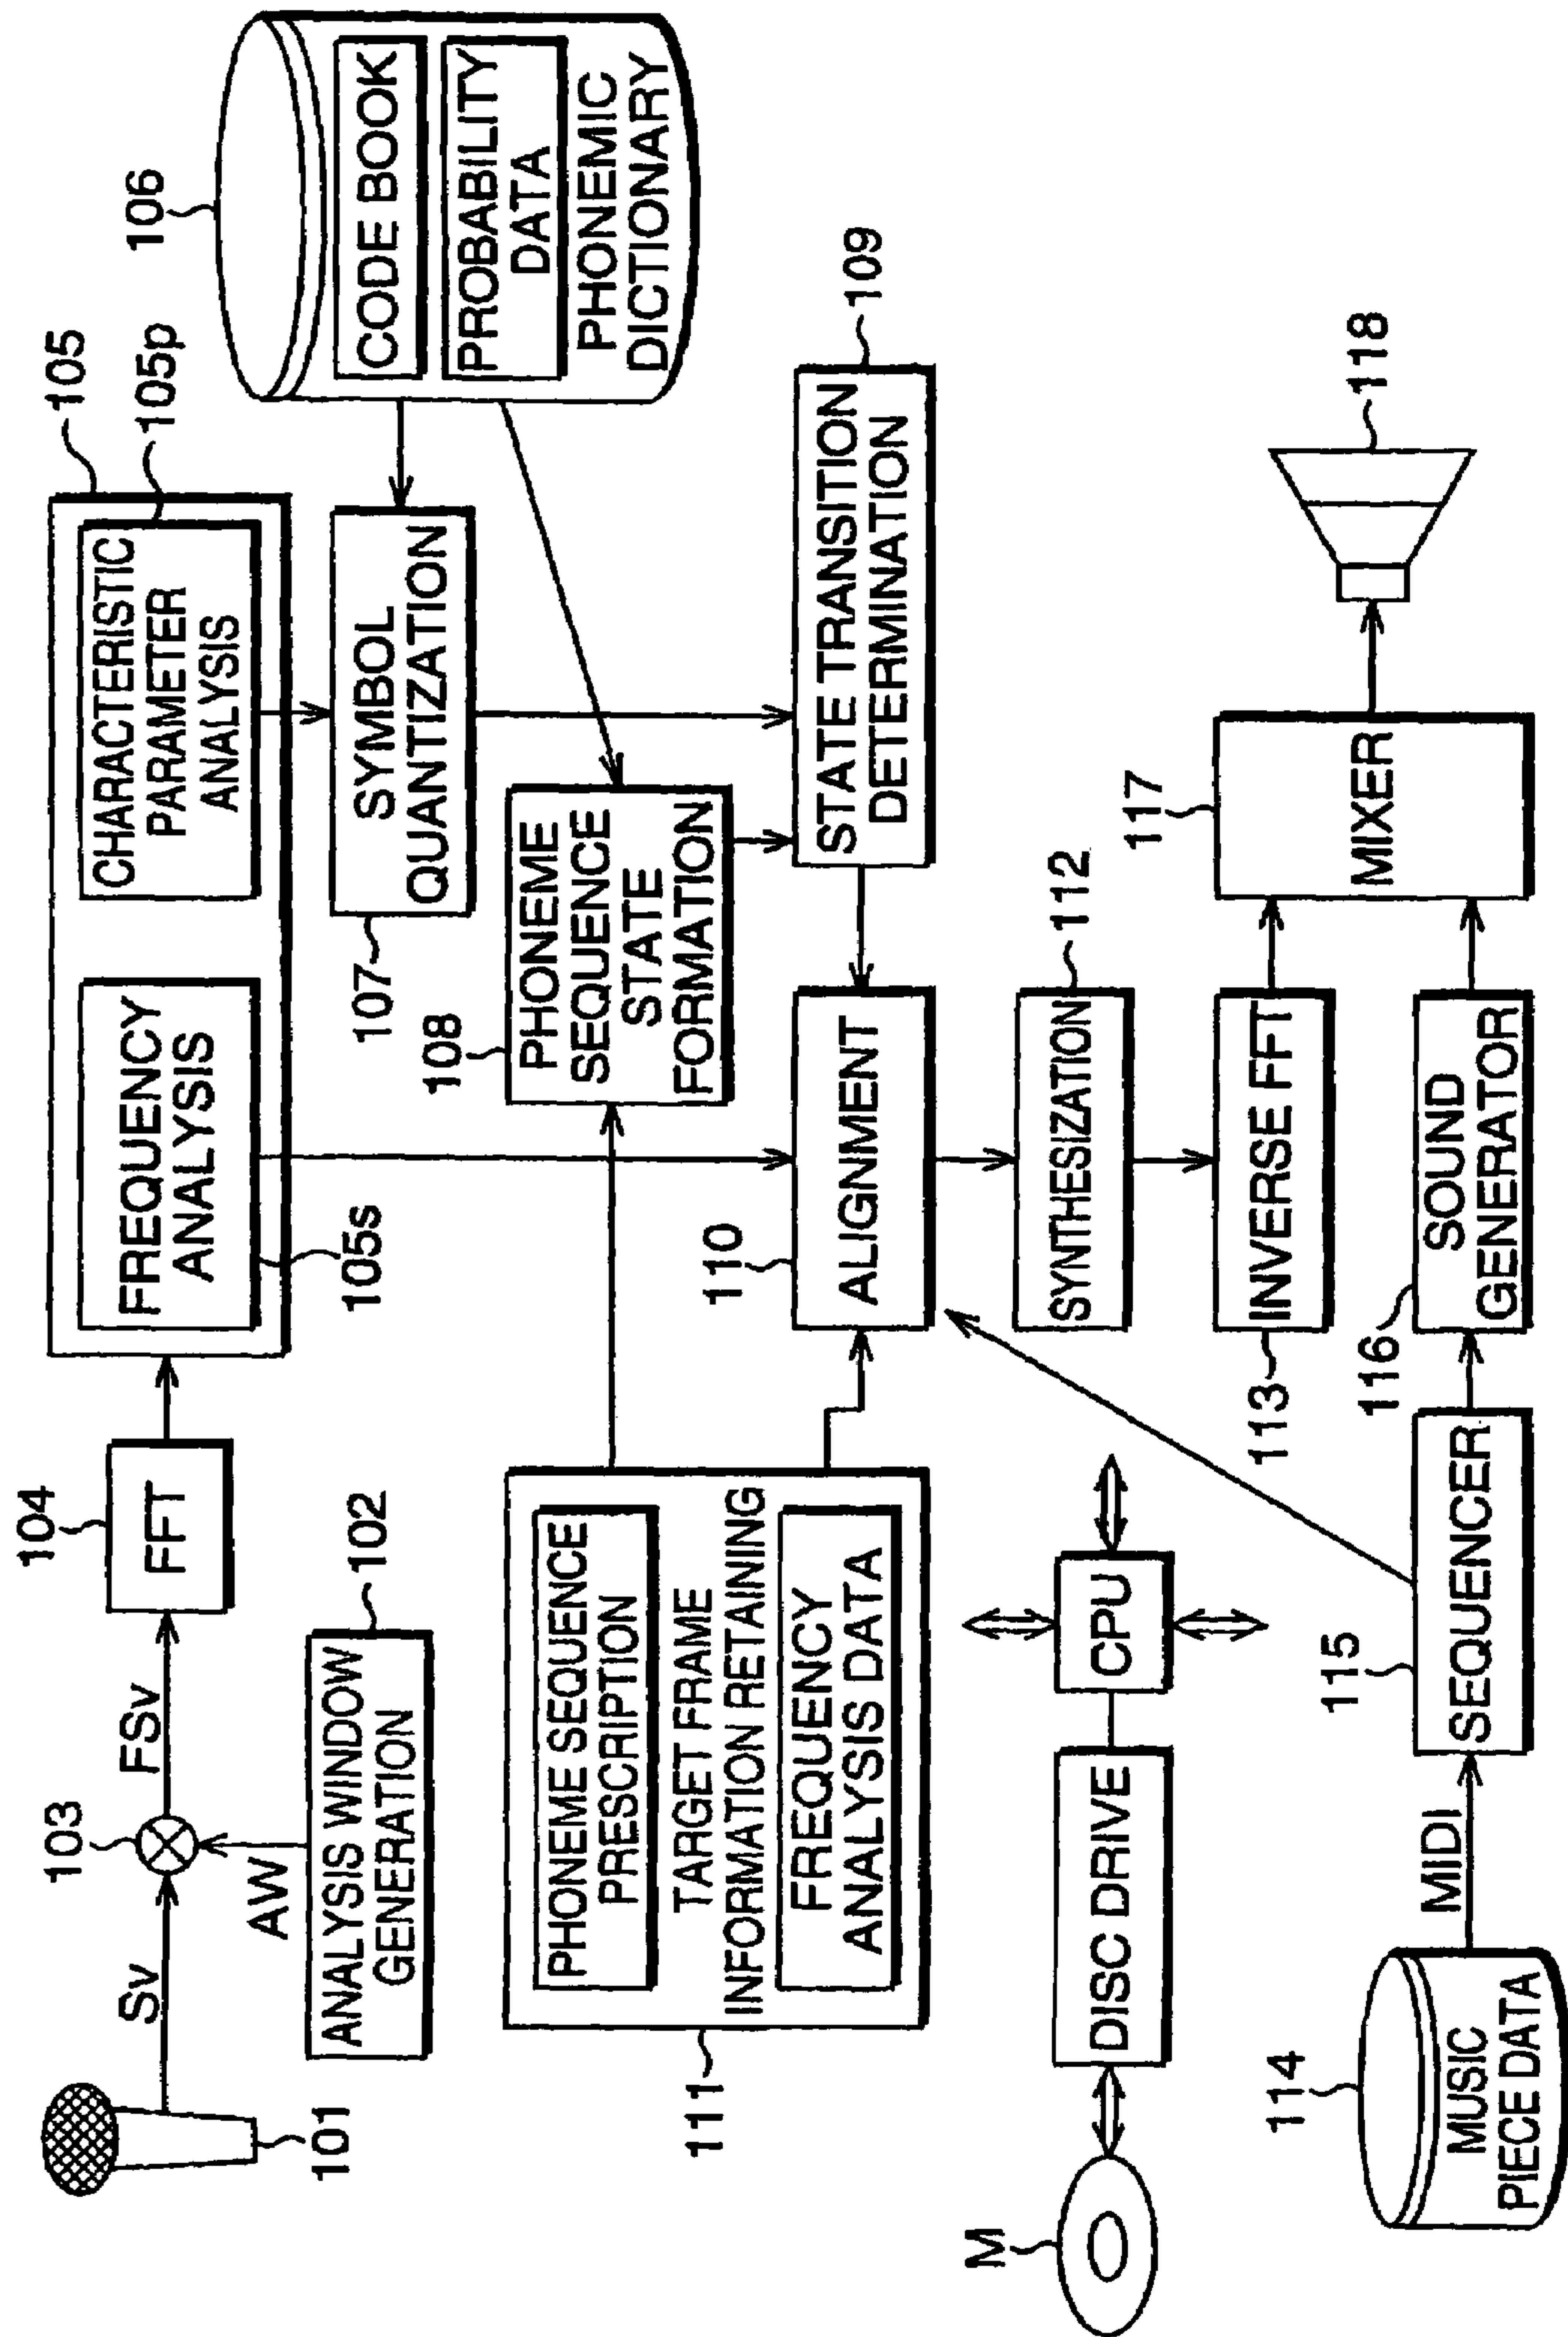 104
105
105p
106
103
FSv
FFT
FREQUENCY
ANALYSIS
CHARACTERISTIC
PARAMETER
ANALYSIS
Sv
AW
102
105s
101
ANALYSIS WINDOW
GENERATION
107
SYMBOL
QUANTIZATION
CODE BOOK
PROBABILITY
DATA
PHONEMIC
DICTIONARY
108
PHONEME
SEQUENCE
STATE
FORMATION
109
111
PHONEME SEQUENCE
PRESCRIPTION
TARGET FRAME
INFORMATION RETAINING
FREQUENCY
ANALYSIS DATA
110
ALIGNMENT
STATE TRANSITION
DETERMINATION
M
DISC DRIVE
CPU
SYNTHESIZATION
112
113
INVERSE FFT
117
MIXER
118
114
MUSIC
PIECE DATA
MIDI
115
SEQUENCER
116
SOUND
GENERATOR